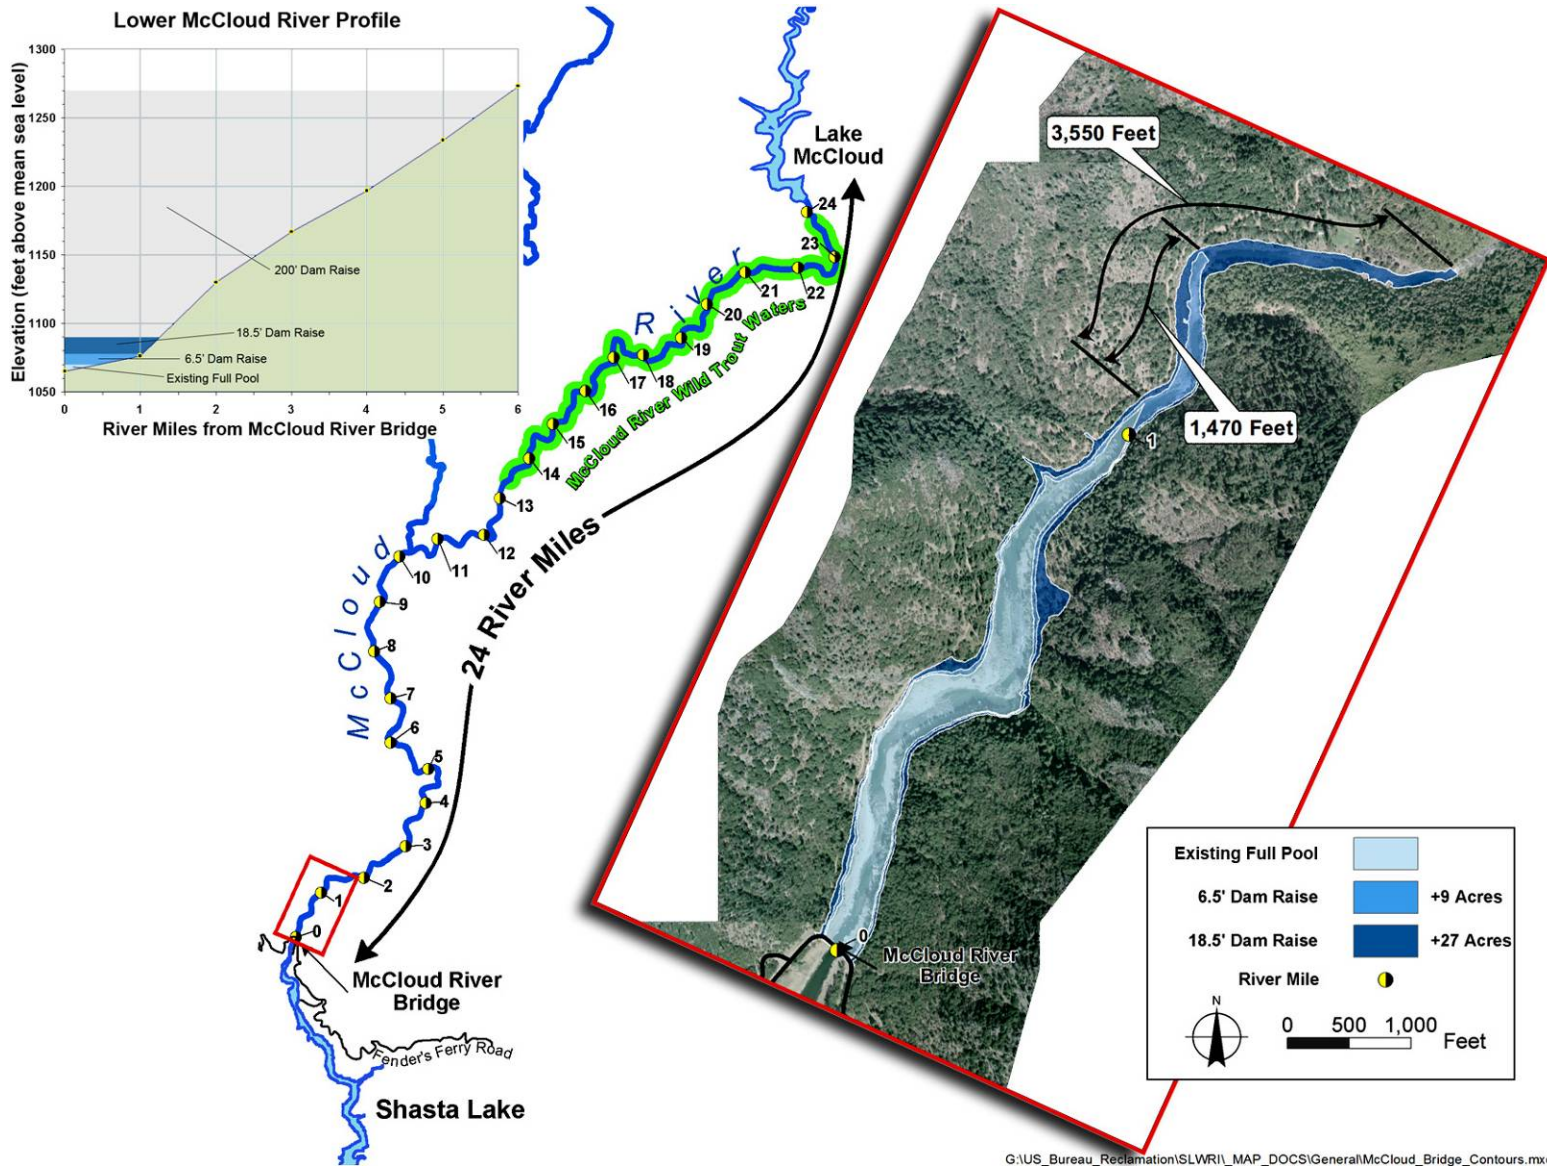 Lower McCloud River Profile
Elevation (feet above mean sea level)
1300
1250
1200
1150
1100
1050
200' Dam Raise
18.5' Dam Raise
6.5' Dam Raise
Existing Full Pool
0 1 2 3 4 5 6
River Miles from McCloud River Bridge
Lake
McCloud
24
23
22
21
20
19
18
17
16
15
14
13
12
11
10
9
8
7
6
5
4
3
2
1
0
McCloud River
McCloud River Wild Trout Waters
24 River Miles
McCloud River
Bridge
Fender's Ferry Road
Shasta Lake
3,550 Feet
1,470 Feet
1
0
McCloud River
Bridge
Existing Full Pool
6.5' Dam Raise +9 Acres
18.5' Dam Raise +27 Acres
River Mile
N
0 500 1,000
Feet
G:\US_Bureau_Reclamation\SLWRI\_MAP_DOCS\General\McCloud_Bridge_Contours.mx